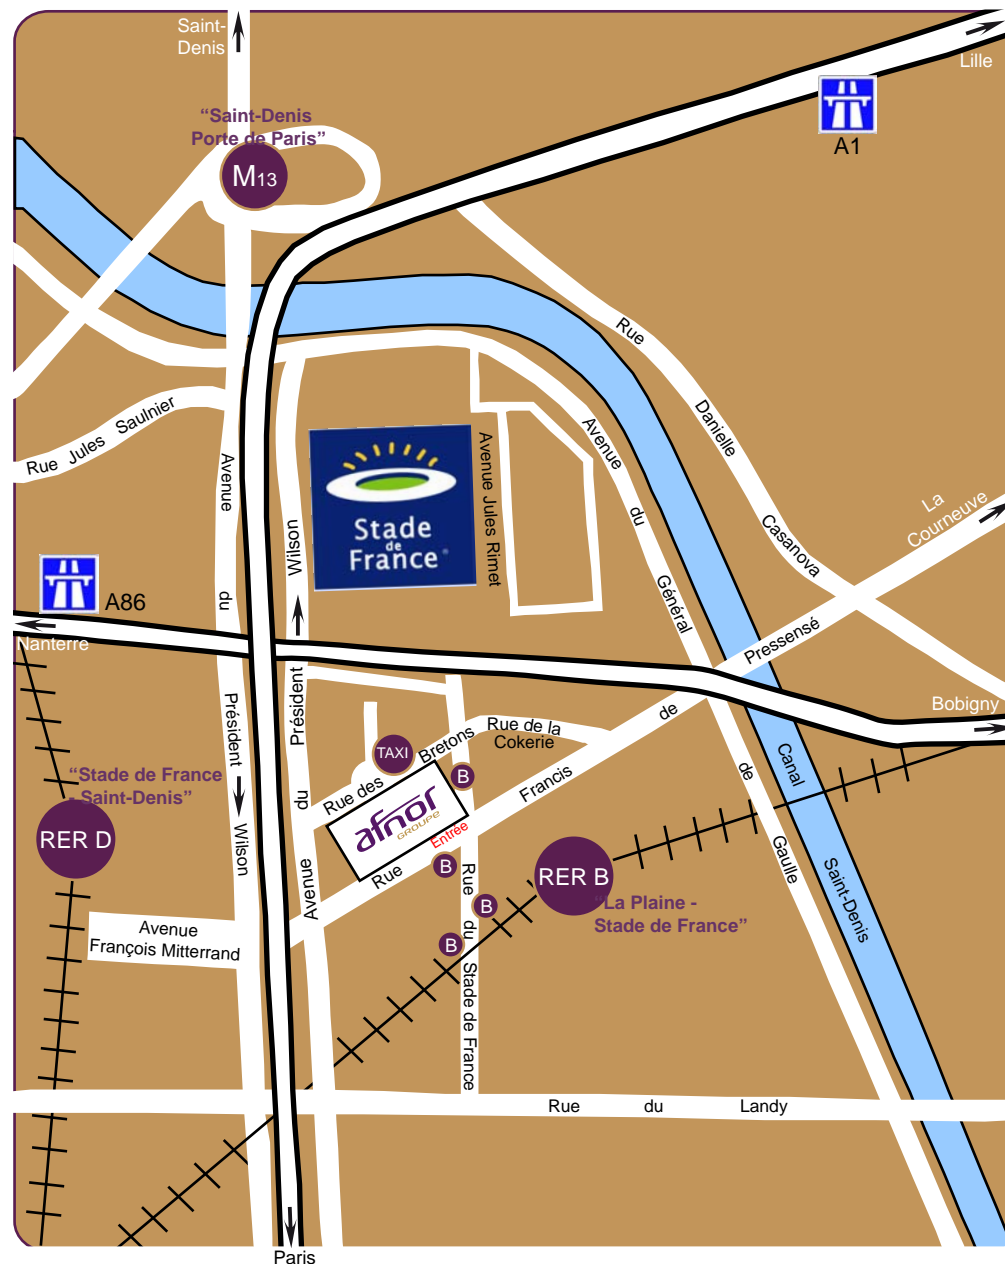 Saint-
Denis
Lille
A1
“Saint-Denis
Porte de Paris”
M13
Rue
Danielle
Casanova
Rue Jules Saulnier
Avenue
du
Président
Wilson
Stade
de
France
Avenue Jules Rimet
Avenue
du
Général
de
Gaulle
La
Courneuve
A86
Nanterre
Bobigny
Avenue
du
Président
Wilson
Rue
Francis
de
Pressensé
Rue de la
Cokerie
TAXI
Rue des Bretons
B
afnor
GROUPE
Entrée
B
B
B
“Stade de France
- Saint-Denis”
RER D
RER B
“La Plaine -
Stade de France”
Canal
Saint-Denis
Avenue
François Mitterrand
Rue
du
Stade de France
Rue du Landy
Paris